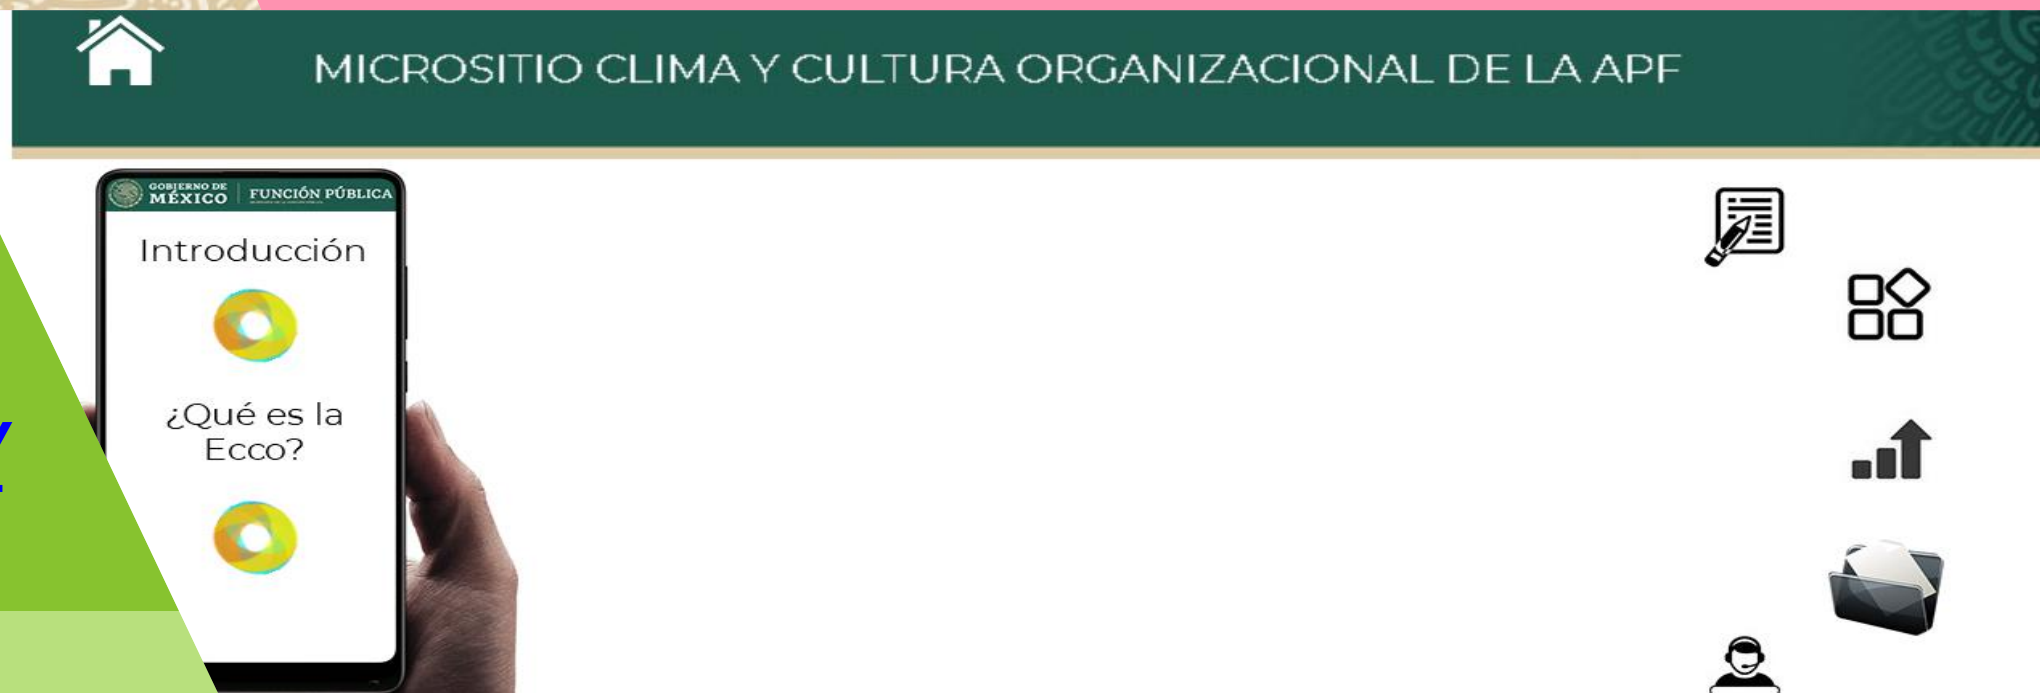 MICROSITIO CLIMA Y CULTURA ORGANIZACIONAL DE LA APF
GOBIERNO DE
MÉXICO
FUNCIÓN PÚBLICA
Introducción
¿Qué es la
Ecco?